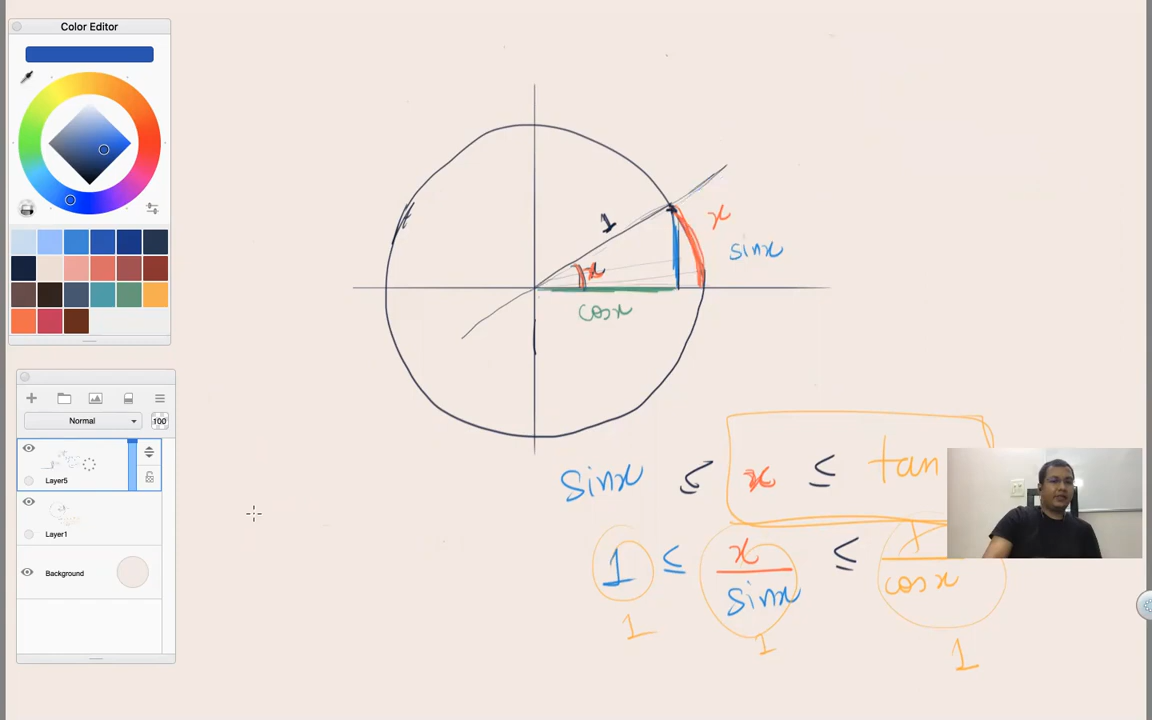 Color Editor
1
x
sinx
x
cosx
Normal
100
Layer5
Layer1
Background
sinx ≤ x ≤ tan
1 ≤ x/sinx ≤ 1/cosx
1 1 1